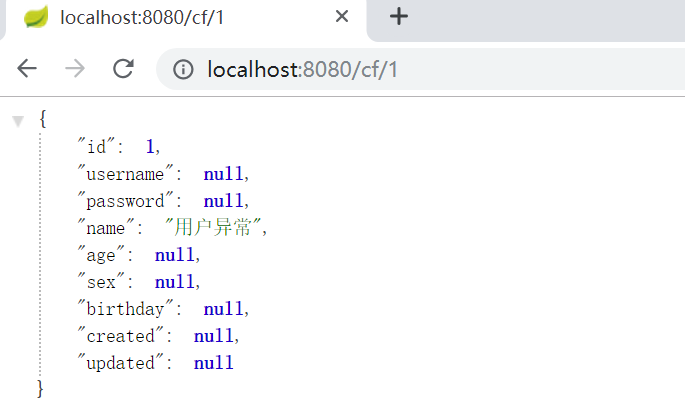 localhost:8080/cf/1
localhost:8080/cf/1
{
"id": 1,
"username": null,
"password": null,
"name": "用户异常",
"age": null,
"sex": null,
"birthday": null,
"created": null,
"updated": null
}